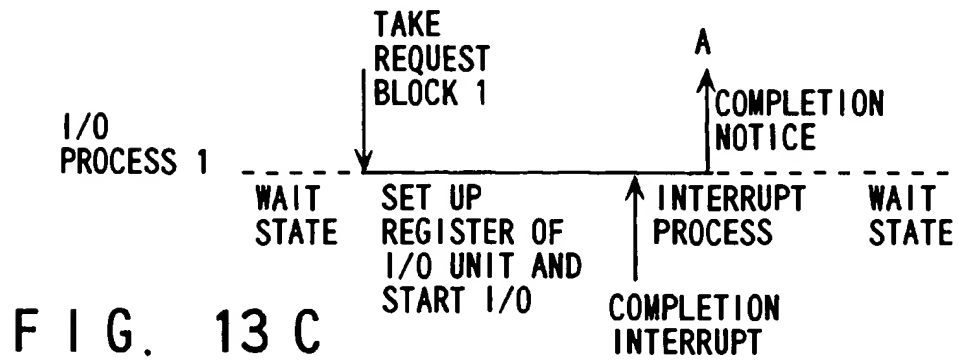 TAKE
REQUEST
BLOCK 1
A
COMPLETION
NOTICE
I/O
PROCESS 1
WAIT
STATE
SET UP
REGISTER OF
I/O UNIT AND
START I/O
INTERRUPT
PROCESS
WAIT
STATE
COMPLETION
INTERRUPT
FIG. 13C